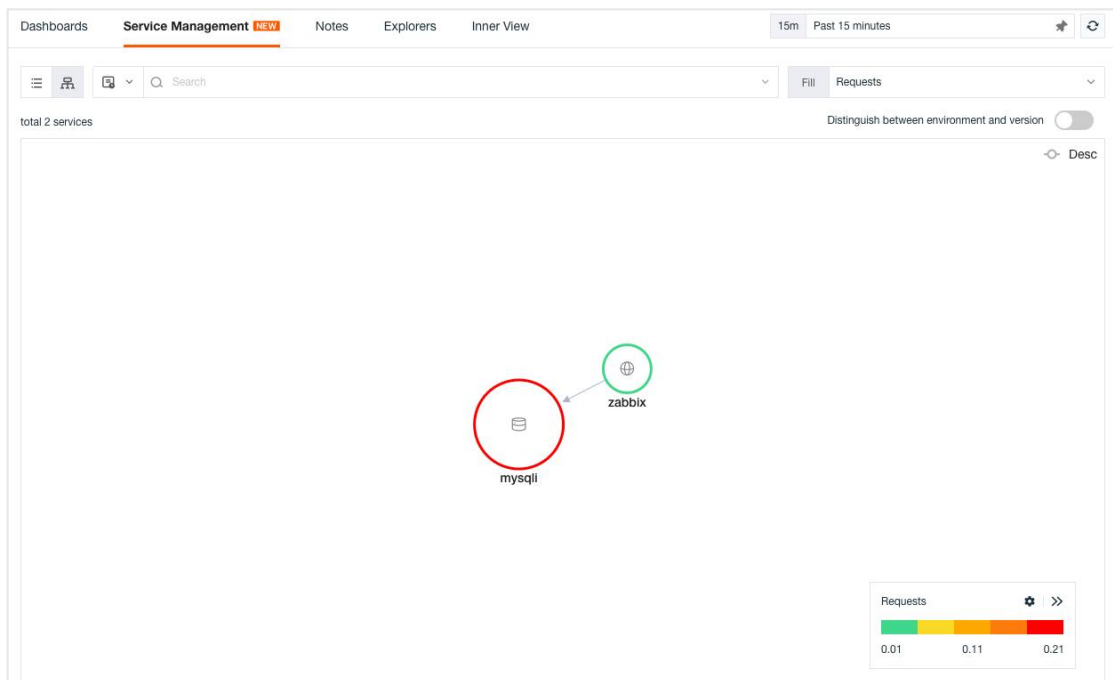 Dashboards Service Management NEW Notes Explorers Inner View 15m Past 15 minutes
Search Fill Requests
total 2 services Distinguish between environment and version
Desc
zabbix
mysqli
Requests
0.01 0.11 0.21